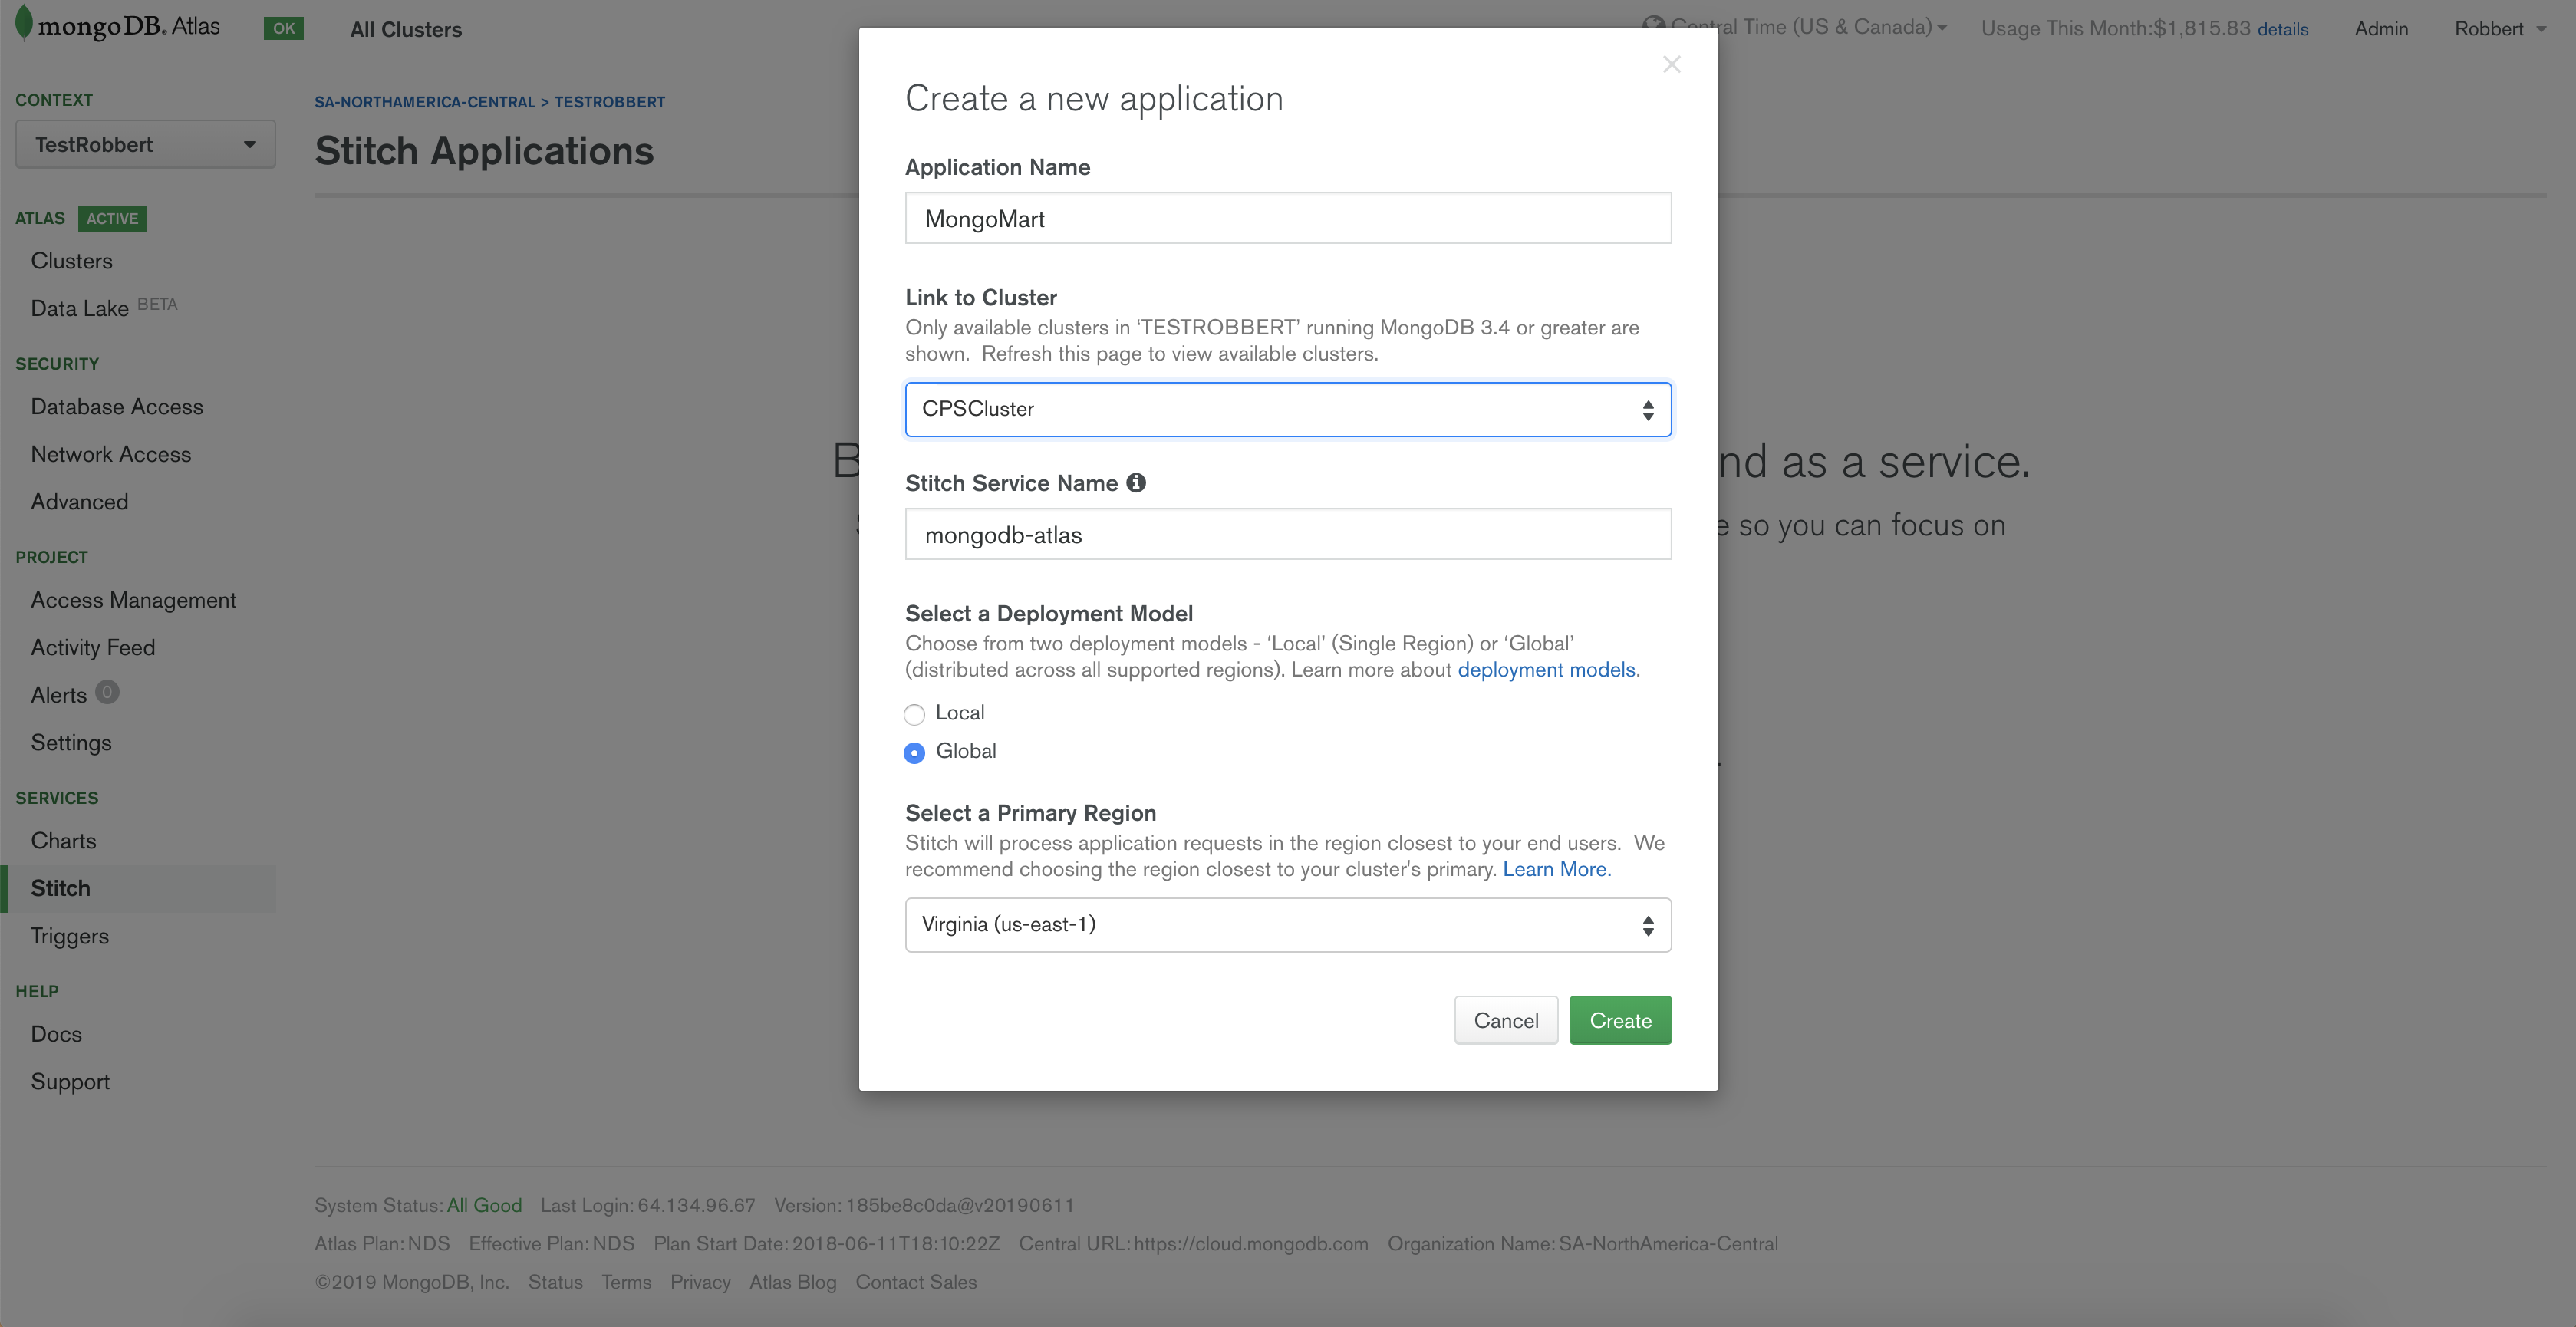 mongoDB. Atlas
OK
All Clusters
Central Time (US & Canada)
Usage This Month:$1,815.83 details
Admin
Robbert
CONTEXT
TestRobbert
ATLAS ACTIVE
Clusters
Data Lake BETA
SECURITY
Database Access
Network Access
Advanced
PROJECT
Access Management
Activity Feed
Alerts 0
Settings
SERVICES
Charts
Stitch
Triggers
HELP
Docs
Support
SA-NORTHAMERICA-CENTRAL > TESTROBBERT
Stitch Applications
Create a new application
Application Name
MongoMart
Link to Cluster
Only available clusters in ‘TESTROBBERT’ running MongoDB 3.4 or greater are
shown. Refresh this page to view available clusters.
CPSCluster
Stitch Service Name
mongodb-atlas
Select a Deployment Model
Choose from two deployment models - ‘Local’ (Single Region) or ‘Global’
(distributed across all supported regions). Learn more about deployment models.
Local
Global
Select a Primary Region
Stitch will process application requests in the region closest to your end users. We
recommend choosing the region closest to your cluster's primary. Learn More.
Virginia (us-east-1)
Cancel
Create
as a service.
so you can focus on
System Status: All Good Last Login: 64.134.96.67 Version: 185be8c0da@v20190611
Atlas Plan: NDS Effective Plan: NDS Plan Start Date: 2018-06-11T18:10:22Z Central URL: https://cloud.mongodb.com Organization Name: SA-NorthAmerica-Central
©2019 MongoDB, Inc. Status Terms Privacy Atlas Blog Contact Sales